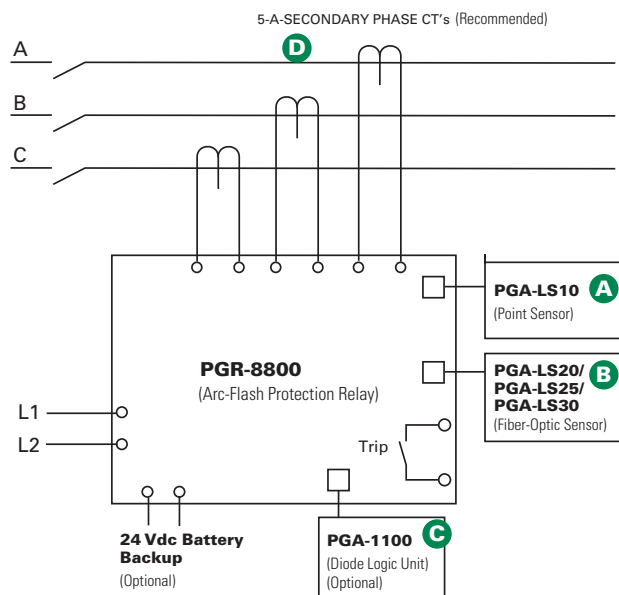 5-A-SECONDARY PHASE CT's (Recommended)
D
A
B
C
PGA-LS10 A
(Point Sensor)
PGR-8800
(Arc-Flash Protection Relay)
PGA-LS20/ B
PGA-LS25/
PGA-LS30
(Fiber-Optic Sensor)
L1
L2
Trip
24 Vdc Battery
Backup
(Optional)
PGA-1100 C
(Diode Logic Unit)
(Optional)